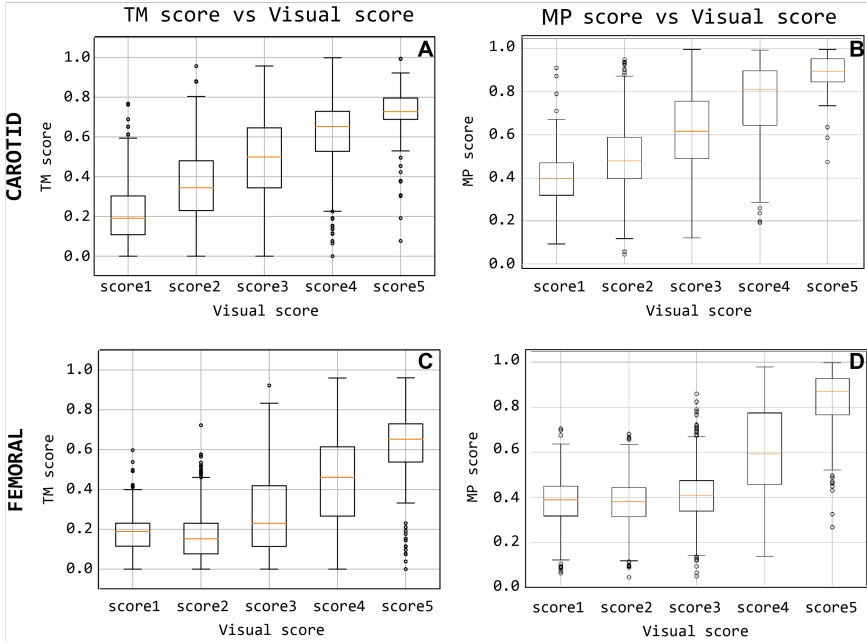 TM score vs Visual score
MP score vs Visual score
CAROTID
A
TM score
1.0
0.8
0.6
0.4
0.2
0.0
score1 score2 score3 score4 score5
Visual score
B
MP score
1.0
0.8
0.6
0.4
0.2
0.0
score1 score2 score3 score4 score5
Visual score
FEMORAL
C
TM score
1.0
0.8
0.6
0.4
0.2
0.0
score1 score2 score3 score4 score5
Visual score
D
MP score
1.0
0.8
0.6
0.4
0.2
0.0
score1 score2 score3 score4 score5
Visual score